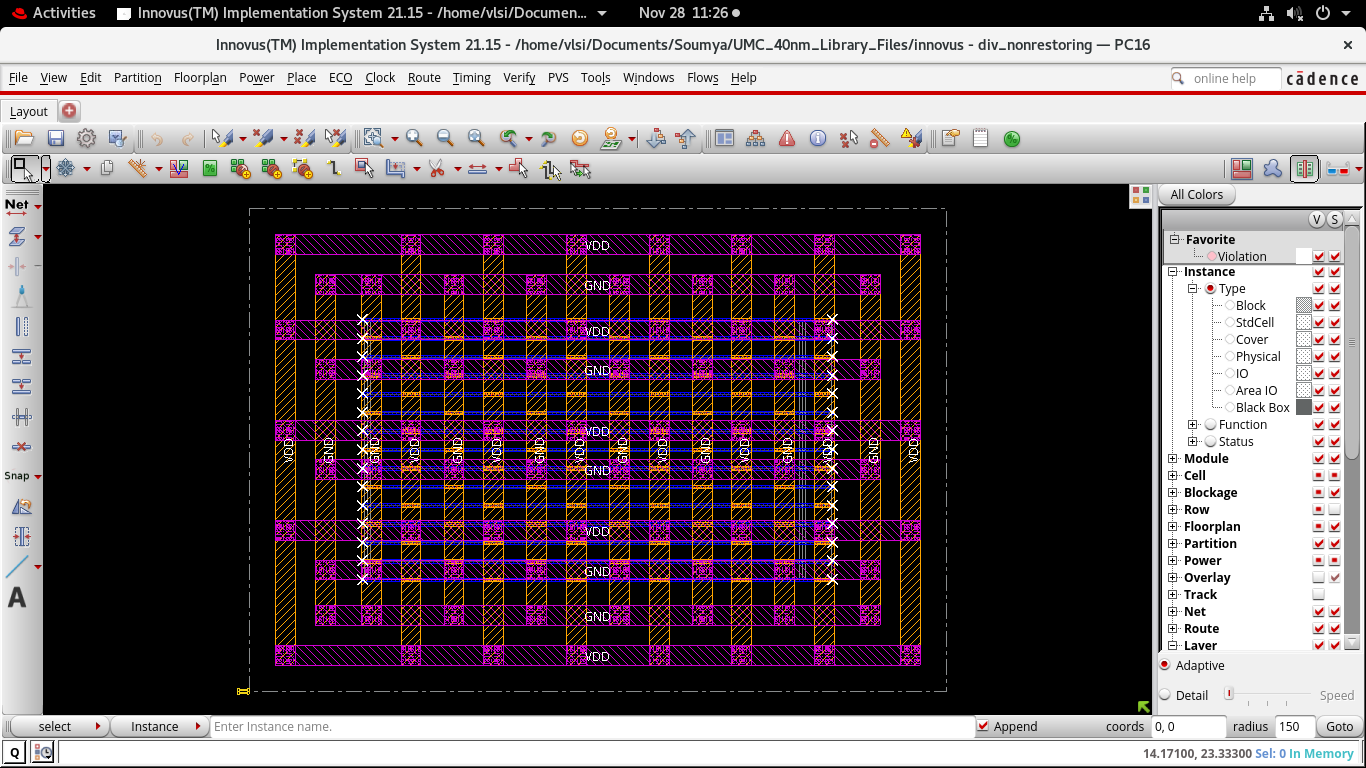 Activities
Innovus(TM) Implementation System 21.15 - /home/vlsi/Documen...
Nov 28 11:26
Innovus(TM) Implementation System 21.15 - /home/vlsi/Documents/Soumya/UMC_40nm_Library_Files/innovus - div_nonrestoring — PC16
File View Edit Partition Floorplan Power Place ECO Clock Route Timing Verify PVS Tools Windows Flows Help
online help
cādence
Layout
All Colors
Net
Snap
A
V S
Favorite
Violation
Instance
Type
Block
StdCell
Cover
Physical
IO
Area IO
Black Box
Function
Status
Module
Cell
Blockage
Row
Floorplan
Partition
Power
Overlay
Track
Net
Route
Layer
Adaptive
Detail Speed
VDD
GND
VDD
GND
VDD
VDD GND GND VDD GND VDD GND VDD GND VDD GND VDD GND VDD GND VDD
GND
VDD
GND
GND
VDD
select Instance Enter Instance name. Append coords 0, 0 radius 150 Goto
Q
14.17100, 23.33300 Sel: 0 In Memory